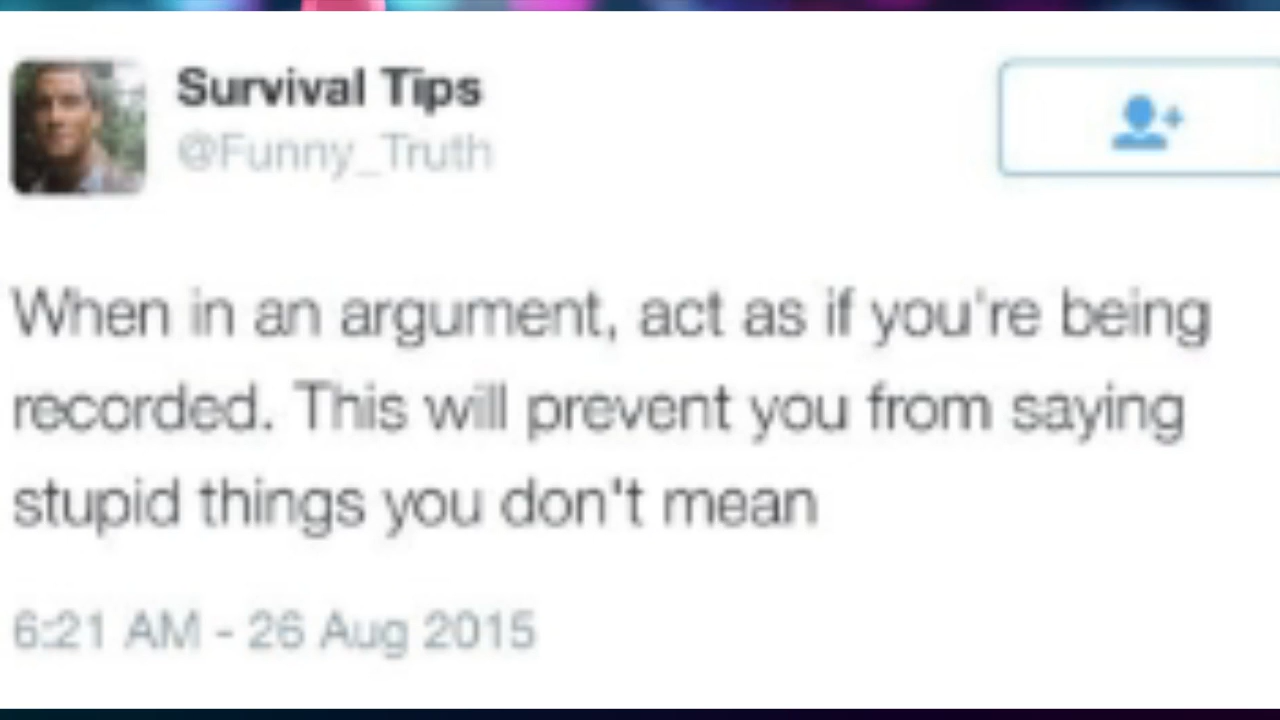 Survival Tips
@Funny_Truth
When in an argument, act as if you're being
recorded. This will prevent you from saying
stupid things you don't mean
6:21 AM - 26 Aug 2015